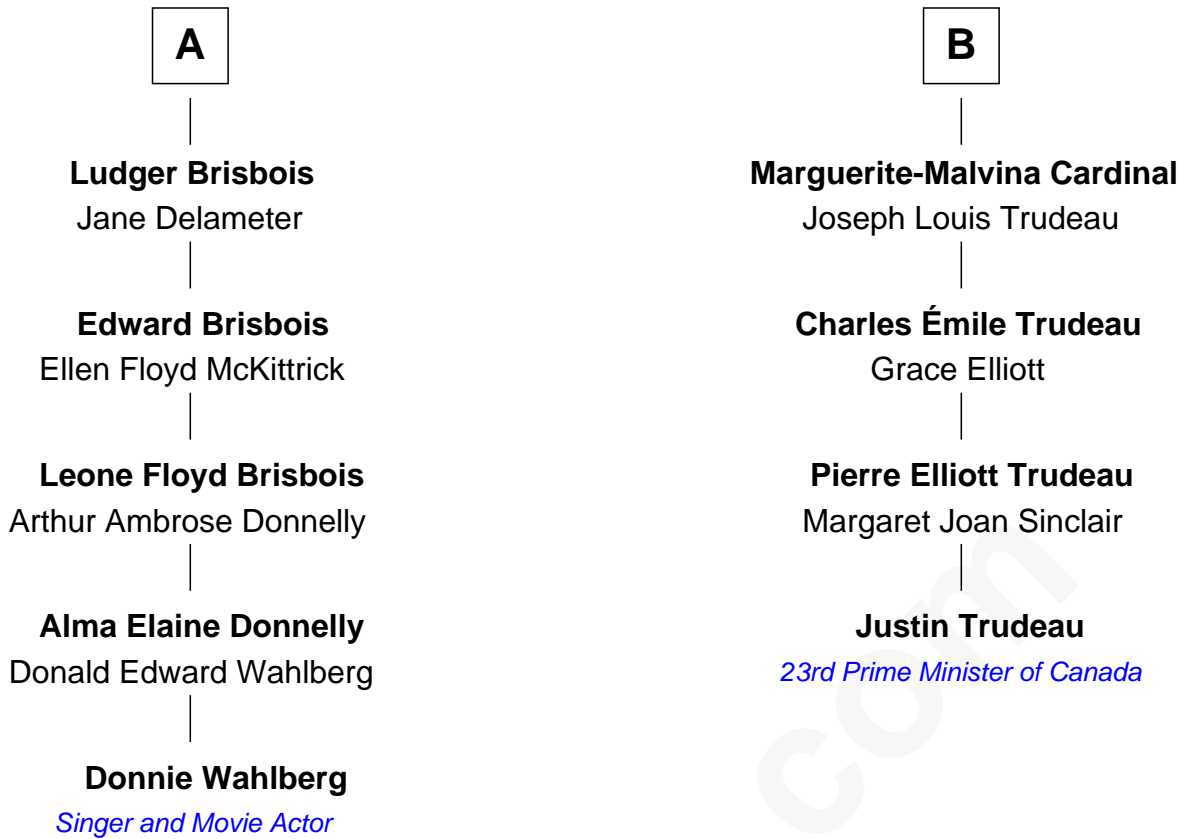 A
Ludger Brisbois
Jane Delameter
Edward Brisbois
Ellen Floyd McKittrick
Leone Floyd Brisbois
Arthur Ambrose Donnelly
Alma Elaine Donnelly
Donald Edward Wahlberg
Donnie Wahlberg
Singer and Movie Actor
B
Marguerite-Malvina Cardinal
Joseph Louis Trudeau
Charles Émile Trudeau
Grace Elliott
Pierre Elliott Trudeau
Margaret Joan Sinclair
Justin Trudeau
23rd Prime Minister of Canada
com